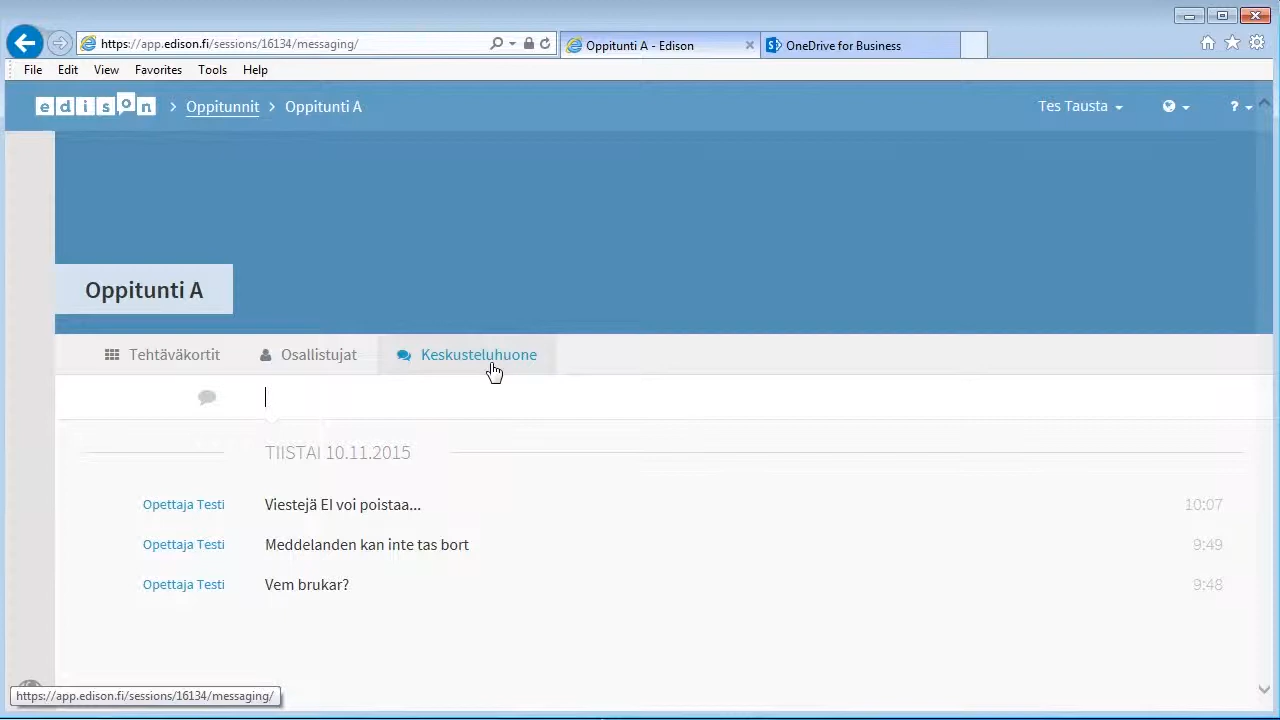 https://app.edison.fi/sessions/16134/messaging/
Oppitunti A - Edison
OneDrive for Business
File Edit View Favorites Tools Help
edison > Oppitunnit > Oppitunti A
Tes Tausta
?
Oppitunti A
Tehtäväkortit
Osallistujat
Keskusteluhuone
TIISTAI 10.11.2015
Opettaja Testi Viestejä EI voi poistaa... 10:07
Opettaja Testi Meddelanden kan inte tas bort 9:49
Opettaja Testi Vem brukar? 9:48
https://app.edison.fi/sessions/16134/messaging/